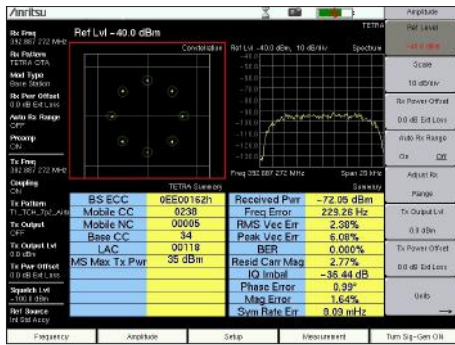 Anritsu
Rx Freq
392.887 272 MHz
Rx Pattern
TETRA OTA
Mod Type
Base Station
Rx Pwr Offset
0.0 dB Ext Loss
Auto Rx Range
OFF
Preamp
ON
Tx Freq
392.887 272 MHz
Coupling
ON
Tx Pattern
Tx Output
OFF
Tx Output Lvl
0.0 dBm
Tx Pwr Offset
0.0 dB Ext Loss
Squelch Lvl
-100.0 dBm
Ref Source
Int Std Accy
Ref Lvl -40.0 dBm
TETRA
Constellation
Ref Lvl -40.0 dBm, 10 dB/div Spectrum
Freq 392.887 272 MHz Span 25 kHz
TETRA Summary
Summary
BS ECC 0EE00162h
Mobile CC 0238
Mobile NC 00005
Base CC 34
LAC 00118
MS Max Tx Pwr 35 dBm
Received Pwr -72.05 dBm
Freq Error 229.26 Hz
RMS Vec Err 2.38%
Peak Vec Err 6.08%
BER 0.000%
Resid Carr Mag 2.77%
IQ Imbal -36.44 dB
Phase Error 0.99°
Mag Error 1.64%
Sym Rate Err 8.09 mHz
Amplitude
Ref Level
-40.0 dBm
Scale
10 dB/div
Rx Power Offset
0.0 dB Ext Loss
Auto Rx Range
On Off
Adjust Rx
Range
Tx Output Lvl
0.0 dBm
Tx Power Offset
0.0 dB Ext Loss
Units
Frequency
Amplitude
Setup
Measurement
Turn Sig-Gen ON